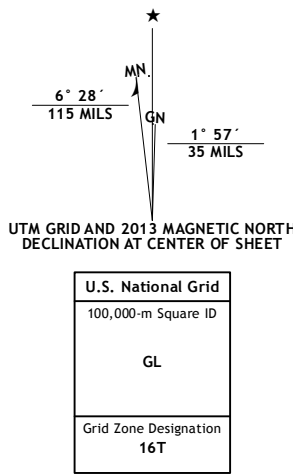 MN.
6° 28´
115 MILS
GN
1° 57´
35 MILS
UTM GRID AND 2013 MAGNETIC NORTH
DECLINATION AT CENTER OF SHEET
U.S. National Grid
100,000-m Square ID
GL
Grid Zone Designation
16T